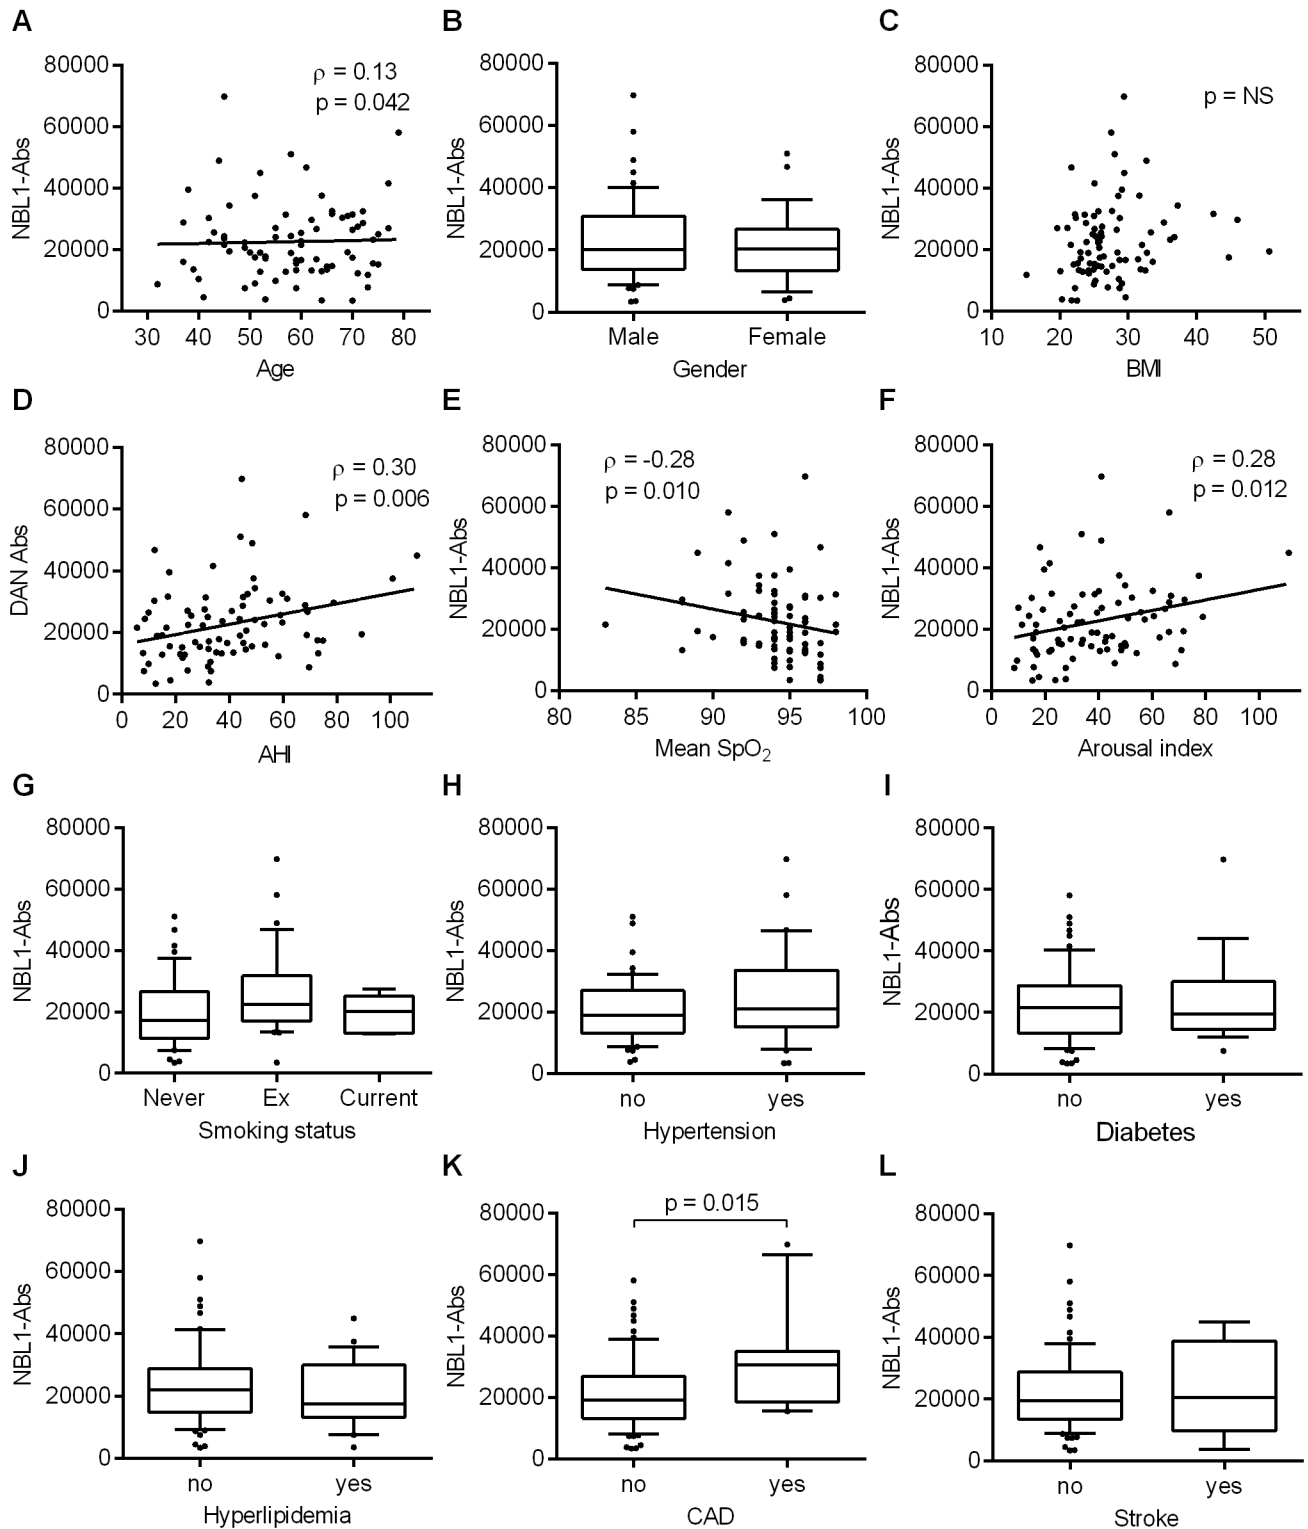 A
ρ = 0.13
p = 0.042
NBL1-Abs
80000
60000
40000
20000
0
30 40 50 60 70 80
Age
B
NBL1-Abs
80000
60000
40000
20000
0
Male Female
Gender
C
p = NS
NBL1-Abs
80000
60000
40000
20000
0
10 20 30 40 50
BMI
D
ρ = 0.30
p = 0.006
DAN Abs
80000
60000
40000
20000
0
0 20 40 60 80 100
AHI
E
ρ = -0.28
p = 0.010
NBL1-Abs
80000
60000
40000
20000
0
80 85 90 95 100
Mean SpO₂
F
ρ = 0.28
p = 0.012
NBL1-Abs
80000
60000
40000
20000
0
0 20 40 60 80 100
Arousal index
G
NBL1-Abs
80000
60000
40000
20000
0
Never Ex Current
Smoking status
H
NBL1-Abs
80000
60000
40000
20000
0
no yes
Hypertension
I
NBL1-Abs
80000
60000
40000
20000
0
no yes
Diabetes
J
NBL1-Abs
80000
60000
40000
20000
0
no yes
Hyperlipidemia
K
p = 0.015
NBL1-Abs
80000
60000
40000
20000
0
no yes
CAD
L
NBL1-Abs
80000
60000
40000
20000
0
no yes
Stroke